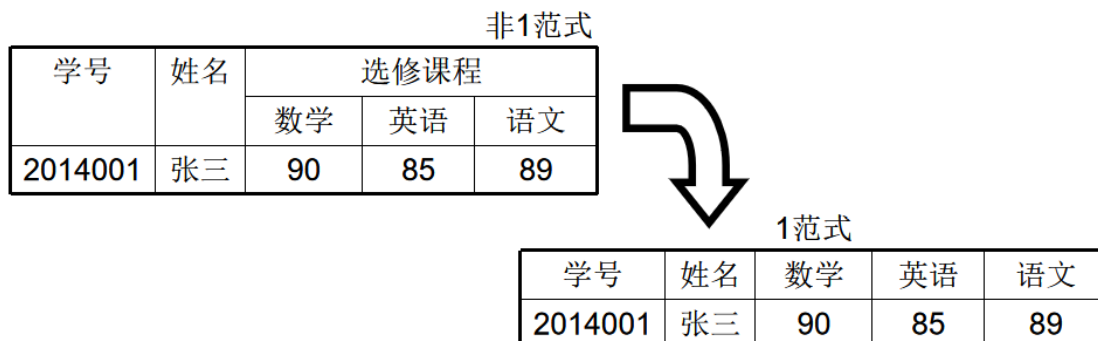 非1范式
学号 姓名 选修课程
数学 英语 语文
2014001 张三 90 85 89
1范式
学号 姓名 数学 英语 语文
2014001 张三 90 85 89